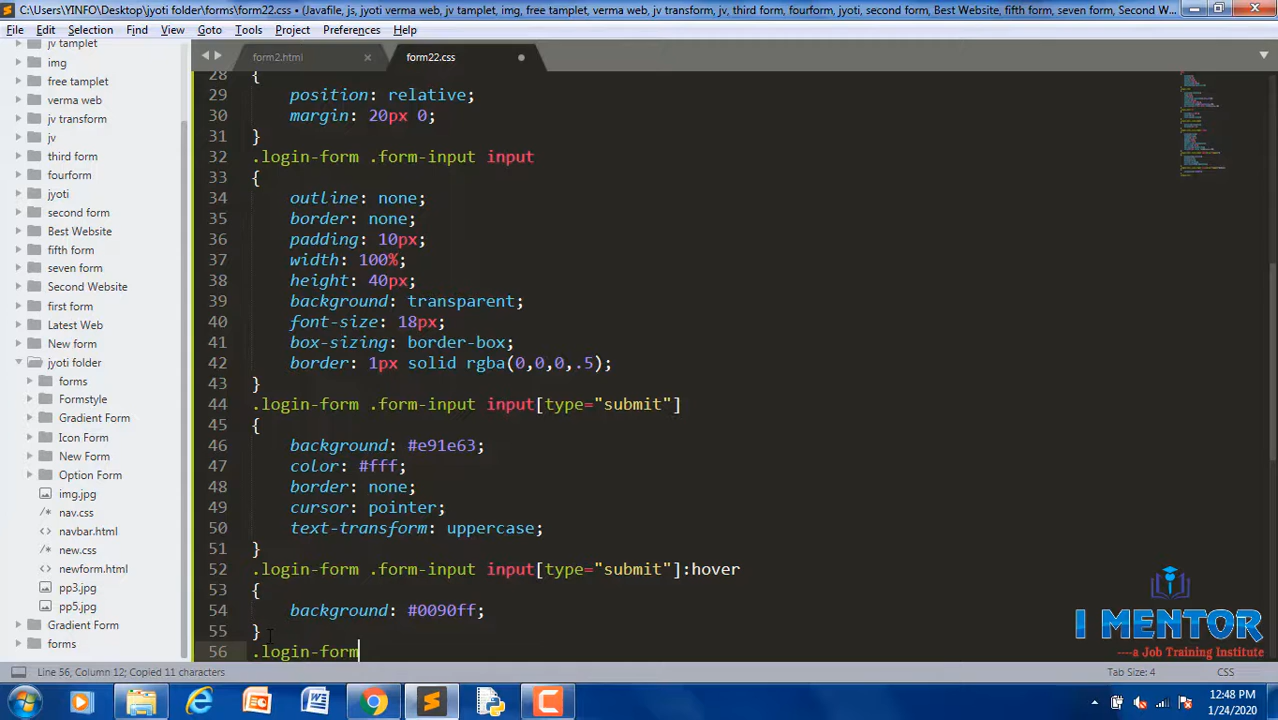 C:\Users\YINFO\Desktop\jyoti folder\forms\form22.css • (Javafile, js, jyoti verma web, jv tamplet, img, free tamplet, verma web, jv transform, jv, third form, fourform, jyoti, second form, Best Website, fifth form, seven form, Second W...
File Edit Selection Find View Goto Tools Project Preferences Help
jv tamplet
img
free tamplet
verma web
jv transform
jv
third form
fourform
jyoti
second form
Best Website
fifth form
seven form
Second Website
first form
Latest Web
New form
jyoti folder
forms
Formstyle
Gradient Form
Icon Form
New Form
Option Form
img.jpg
/* nav.css
<> navbar.html
/* new.css
<> newform.html
pp3.jpg
pp5.jpg
Gradient Form
forms
form2.html × form22.css
28 {
29 position: relative;
30 margin: 20px 0;
31 }
32 .login-form .form-input input
33 {
34 outline: none;
35 border: none;
36 padding: 10px;
37 width: 100%;
38 height: 40px;
39 background: transparent;
40 font-size: 18px;
41 box-sizing: border-box;
42 border: 1px solid rgba(0,0,0,.5);
43 }
44 .login-form .form-input input[type="submit"]
45 {
46 background: #e91e63;
47 color: #fff;
48 border: none;
49 cursor: pointer;
50 text-transform: uppercase;
51 }
52 .login-form .form-input input[type="submit"]:hover
53 {
54 background: #0090ff;
55 }
56 .login-form
I MENTOR
----a Job Training Institute
Line 56, Column 12; Copied 11 characters Tab Size: 4 CSS
12:48 PM
1/24/2020